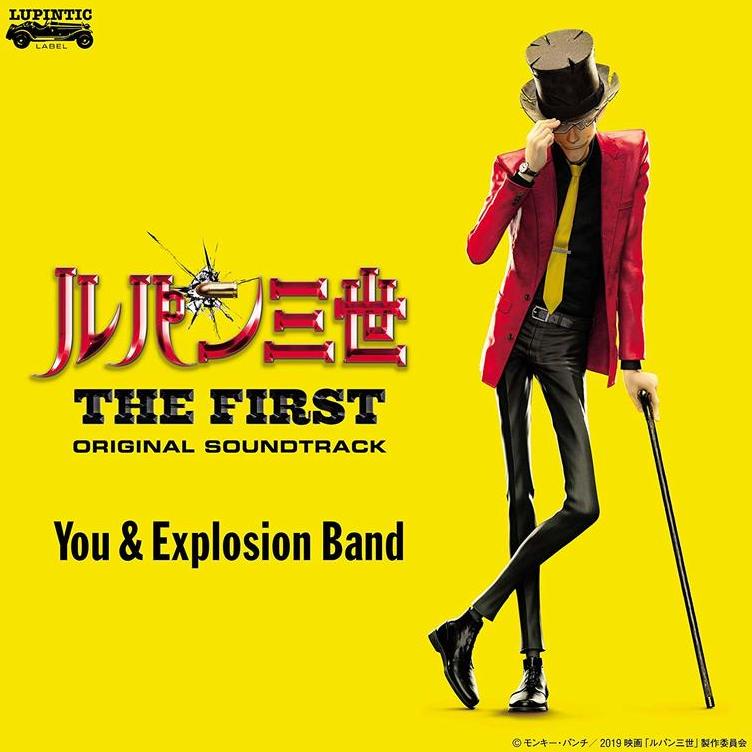 LUPINTIC
LABEL
ルパン三世
THE FIRST
ORIGINAL SOUNDTRACK
You & Explosion Band
© モンキー・パンチ／2019 映画「ルパン三世」製作委員会